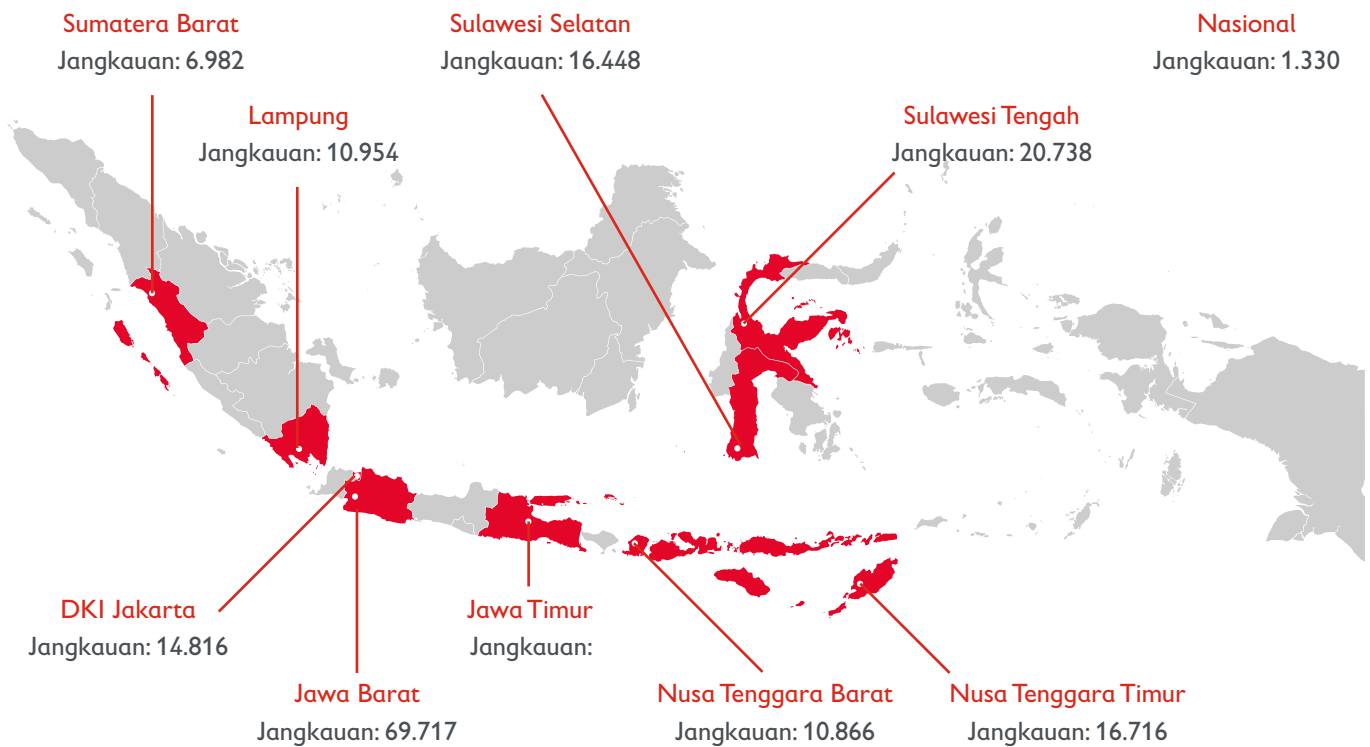 Sumatera Barat
Jangkauan: 6.982
Sulawesi Selatan
Jangkauan: 16.448
Nasional
Jangkauan: 1.330
Lampung
Jangkauan: 10.954
Sulawesi Tengah
Jangkauan: 20.738
DKI Jakarta
Jangkauan: 14.816
Jawa Timur
Jangkauan:
Jawa Barat
Jangkauan: 69.717
Nusa Tenggara Barat
Jangkauan: 10.866
Nusa Tenggara Timur
Jangkauan: 16.716